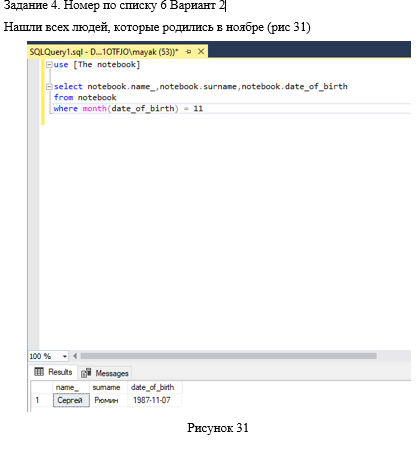 Задание 4. Номер по списку 6 Вариант 2
Нашли всех людей, которые родились в ноябре (рис 31)
SQLQuery1.sql - D...1OTFJO\mayak (53))*
use [The notebook]
select notebook.name_,notebook.surname,notebook.date_of_birth
from notebook
where month(date_of_birth) = 11
100 %
Results Messages
name_ surname date_of_birth
1 Сергей Рюмин 1987-11-07
Рисунок 31